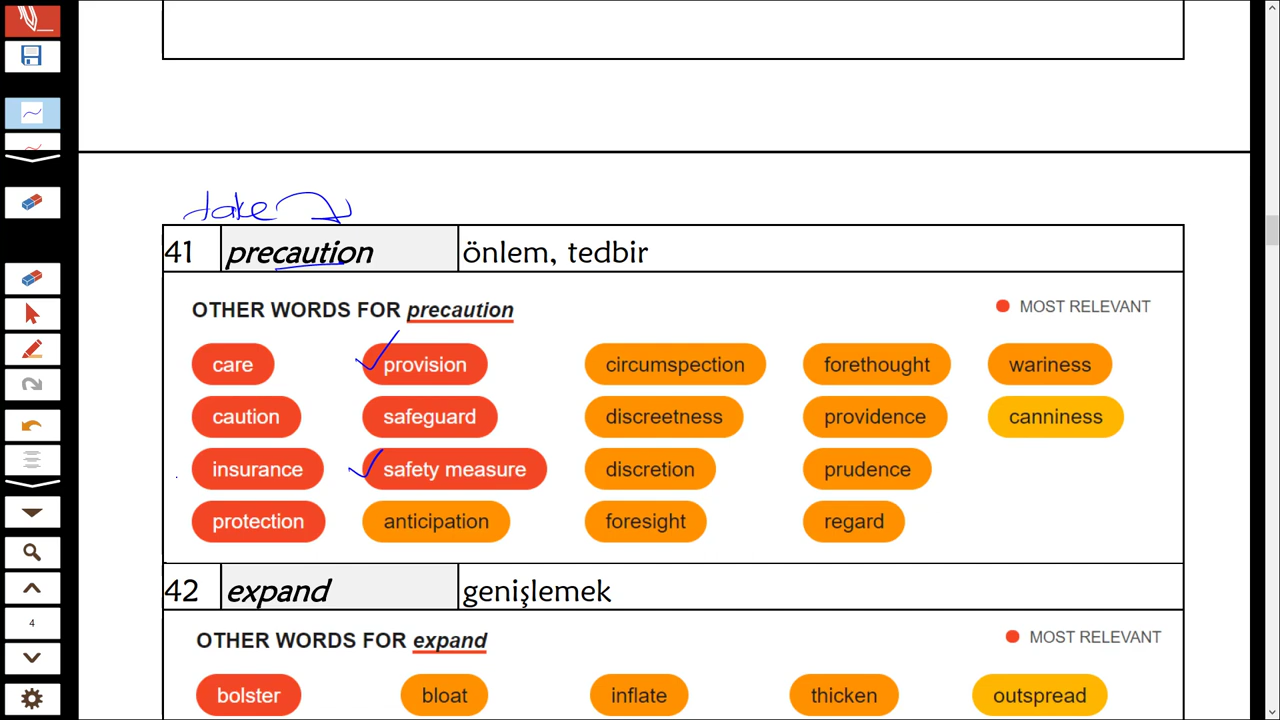 take
41 precaution önlem, tedbir
OTHER WORDS FOR precaution MOST RELEVANT
care provision circumspection forethought wariness
caution safeguard discreetness providence canniness
insurance safety measure discretion prudence
protection anticipation foresight regard
42 expand genişlemek
OTHER WORDS FOR expand MOST RELEVANT
bolster bloat inflate thicken outspread
4